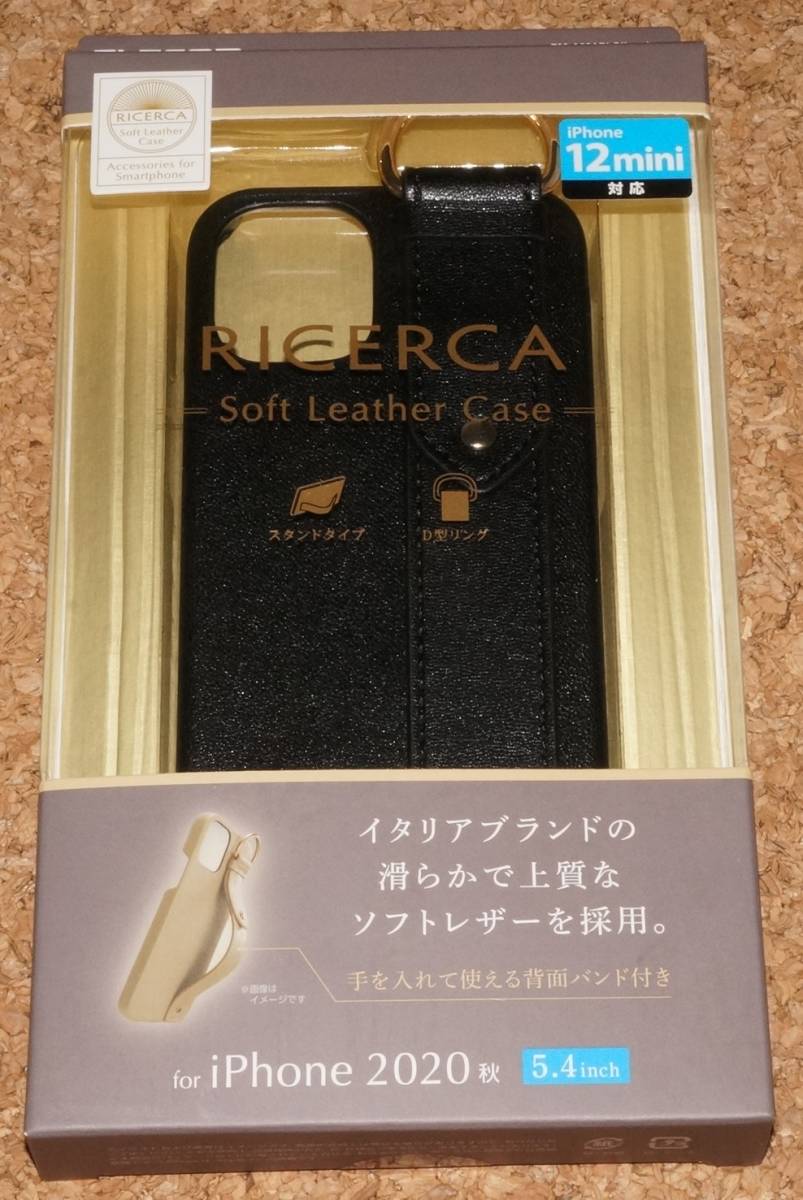 RICERCA
Soft Leather
Case
Accessories for
Smartphone
iPhone
12mini
対応
RICERCA
Soft Leather Case
スタンドタイプ
D型リング
イタリアブランドの
滑らかで上質な
ソフトレザーを採用。
手を入れて使える背面バンド付き
※画像は
イメージです
for iPhone 2020 秋 5.4inch